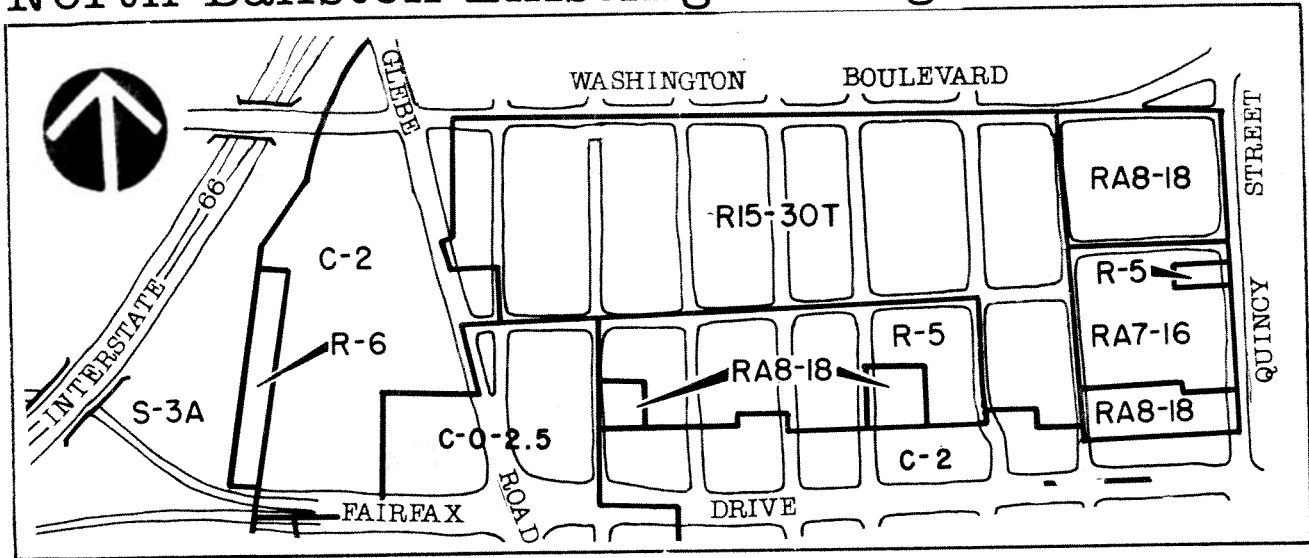 WASHINGTON BOULEVARD
GLEBE
STREET
RA8-18
66
R15-30T
C-2
R-5
QUINCY
INTERSTATE
R-6
R-5
RA7-16
RA8-18
S-3A
RA8-18
C-O-2.5
C-2
FAIRFAX
ROAD
DRIVE